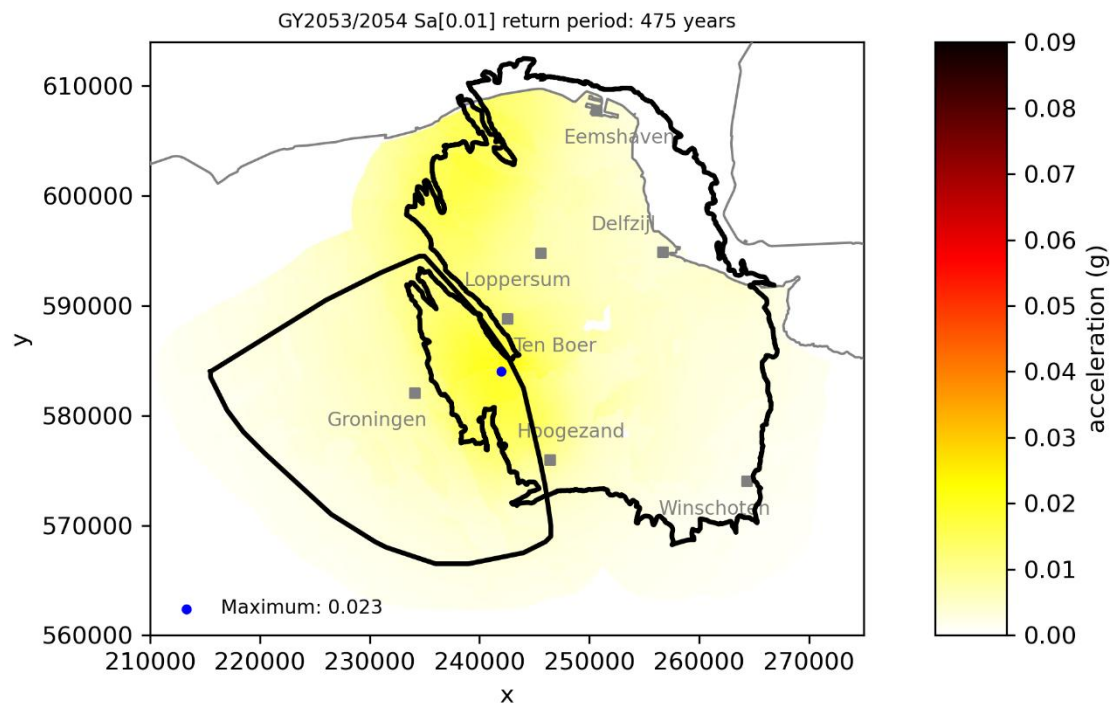 GY2053/2054 Sa[0.01] return period: 475 years
610000
600000
590000
580000
570000
560000
y
Eemshaven
Delfzijl
Loppersum
Ten Boer
Groningen
Hoogezand
Winschoten
Maximum: 0.023
210000 220000 230000 240000 250000 260000 270000
x
0.09
0.08
0.07
0.06
0.05
0.04
0.03
0.02
0.01
0.00
acceleration (g)